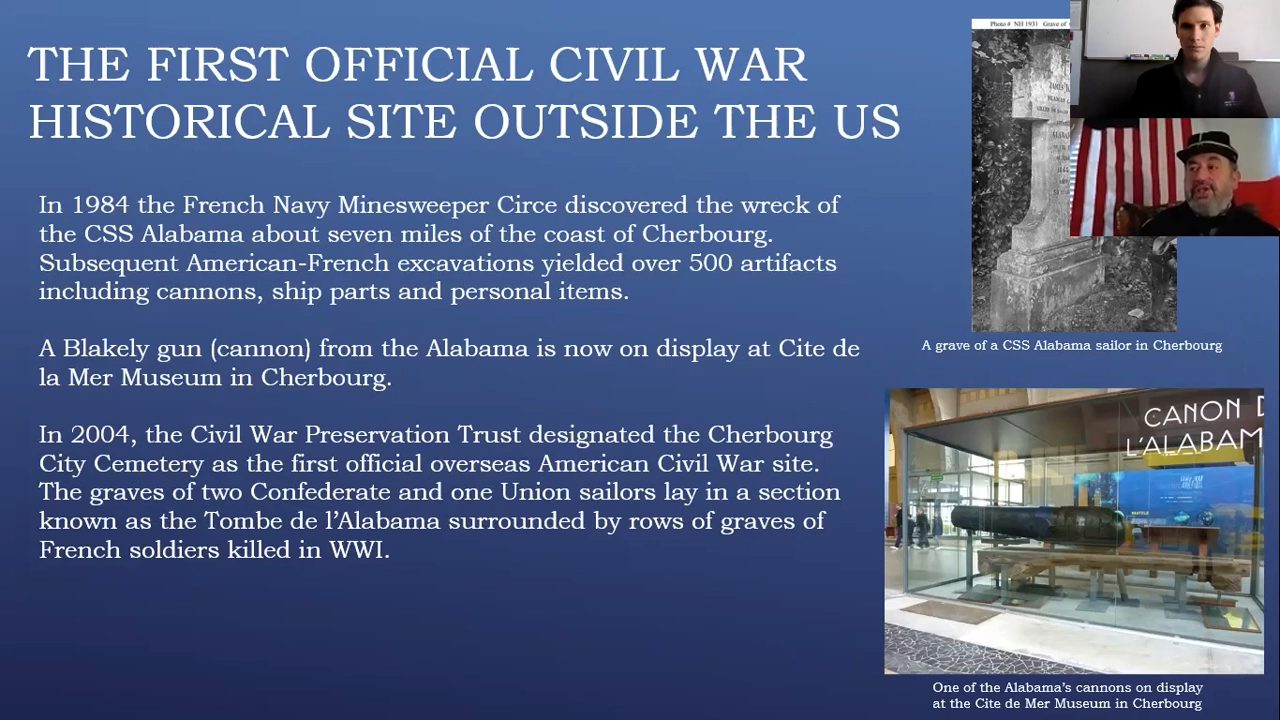 THE FIRST OFFICIAL CIVIL WAR
HISTORICAL SITE OUTSIDE THE US
In 1984 the French Navy Minesweeper Circe discovered the wreck of
the CSS Alabama about seven miles of the coast of Cherbourg.
Subsequent American-French excavations yielded over 500 artifacts
including cannons, ship parts and personal items.
A Blakely gun (cannon) from the Alabama is now on display at Cite de
la Mer Museum in Cherbourg.
In 2004, the Civil War Preservation Trust designated the Cherbourg
City Cemetery as the first official overseas American Civil War site.
The graves of two Confederate and one Union sailors lay in a section
known as the Tombe de l'Alabama surrounded by rows of graves of
French soldiers killed in WWI.
Photo # NH 1931 Grave of
A grave of a CSS Alabama sailor in Cherbourg
CANON D
L'ALABAM
One of the Alabama's cannons on display
at the Cite de Mer Museum in Cherbourg